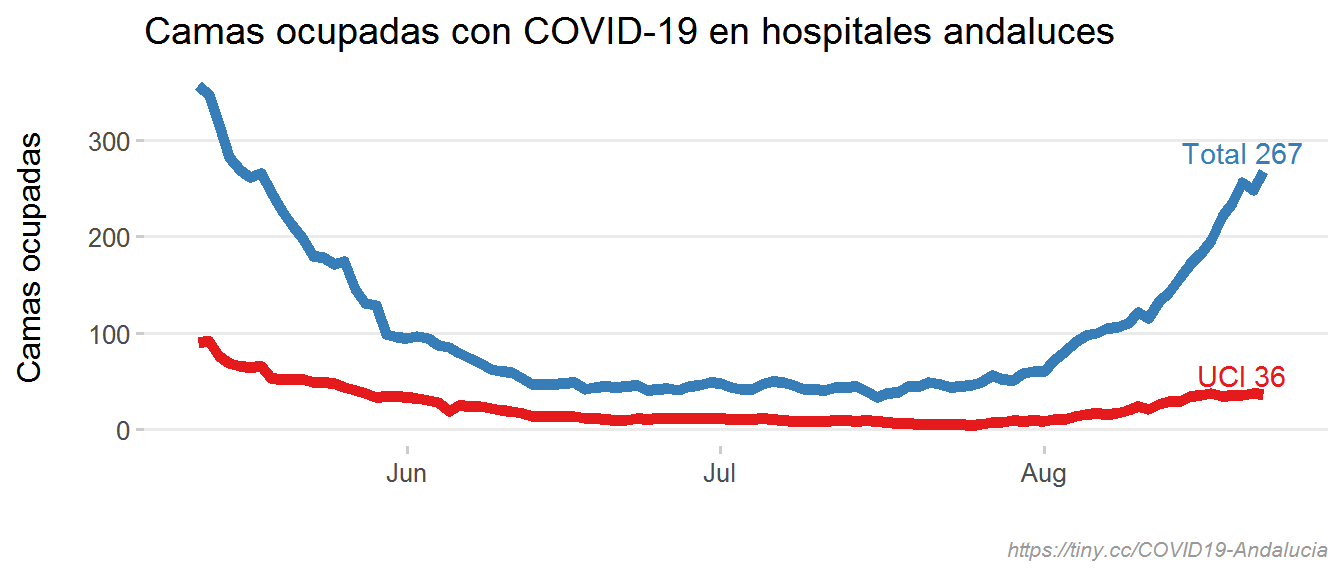 Camas ocupadas con COVID-19 en hospitales andaluces
Camas ocupadas
300
200
100
0
Total 267
UCI 36
Jun
Jul
Aug
https://tiny.cc/COVID19-Andalucia